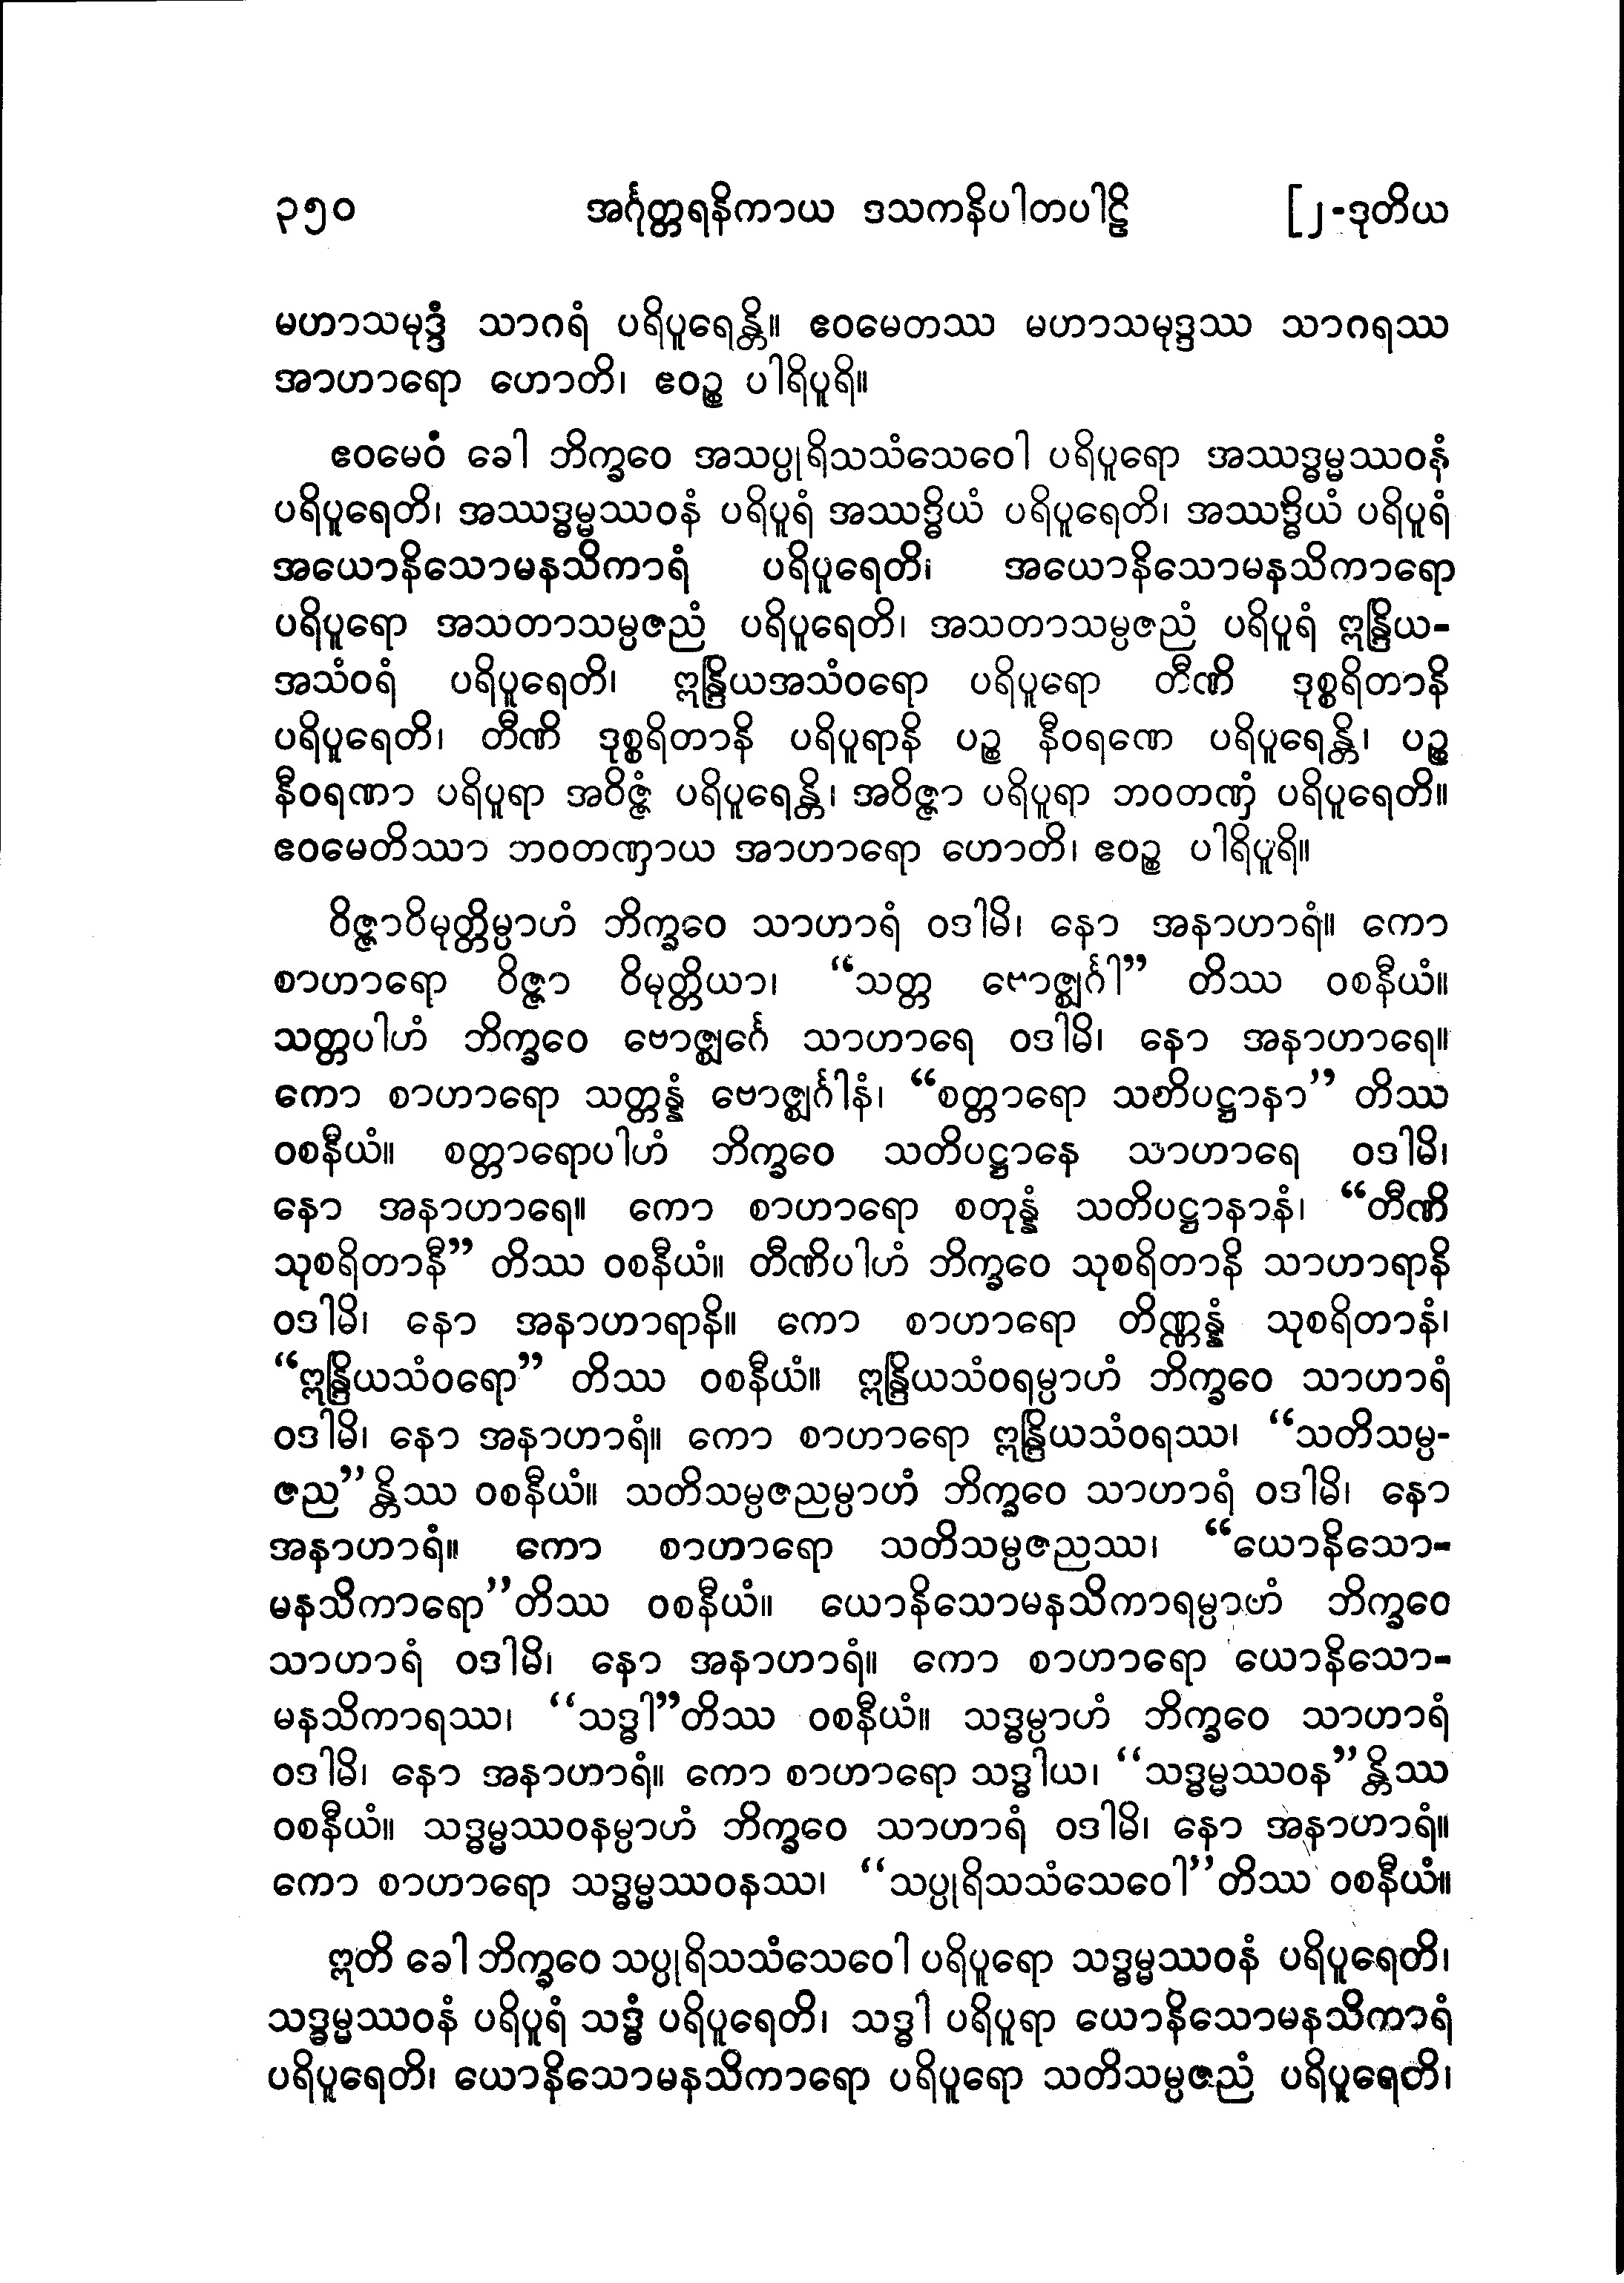 ၃၅၀ အင်္ဂုတ္တရနိကာယ ဒသကနိပါတပါဠိ [၂-ဒုတိယ
မဟာသမုဒ္ဒံ သာဂရံ ပရိပူရေန္တိ။ ဧဝမေတဿ မဟာသမုဒ္ဒဿ သာဂရဿ
အာဟာရော ဟောတိ၊ ဧဝဉ္စ ပါရိပူရိ။
ဧဝမေဝံ ခေါ ဘိက္ခဝေ အသပ္ပုရိသသံသေဝေါ ပရိပူရော အဿဒ္ဓမ္မဿဝနံ
ပရိပူရေတိ၊ အဿဒ္ဓမ္မဿဝနံ ပရိပူရံ အဿဒ္ဓိယံ ပရိပူရေတိ၊ အဿဒ္ဓိယံ ပရိပူရံ
အယောနိသောမနသိကာရံ ပရိပူရေတိ၊ အယောနိသောမနသိကာရော
ပရိပူရော အသတာသမ္ပဇညံ ပရိပူရေတိ၊ အသတာသမ္ပဇညံ ပရိပူရံ ဣန္ဒြိယ-
အသံဝရံ ပရိပူရေတိ၊ ဣန္ဒြိယအသံဝရော ပရိပူရော တီဏိ ဒုစ္စရိတာနိ
ပရိပူရေတိ၊ တီဏိ ဒုစ္စရိတာနိ ပရိပူရာနိ ပဉ္စ နီဝရဏေ ပရိပူရေန္တိ၊ ပဉ္စ
နီဝရဏာ ပရိပူရာ အဝိဇ္ဇံ ပရိပူရေန္တိ၊ အဝိဇ္ဇာ ပရိပူရာ ဘဝတဏှံ ပရိပူရေတိ။
ဧဝမေတိဿာ ဘဝတဏှာယ အာဟာရော ဟောတိ၊ ဧဝဉ္စ ပါရိပူရိ။
ဝိဇ္ဇာဝိမုတ္တိမ္ပာဟံ ဘိက္ခဝေ သာဟာရံ ဝဒါမိ၊ နော အနာဟာရံ။ ကော
စာဟာရော ဝိဇ္ဇာ ဝိမုတ္တိယာ၊ “သတ္တ ဗောဇ္ဈင်္ဂါ” တိဿ ဝစနီယံ။
သတ္တပါဟံ ဘိက္ခဝေ ဗောဇ္ဈင်္ဂေ သာဟာရေ ဝဒါမိ၊ နော အနာဟာရေ။
ကော စာဟာရော သတ္တန္နံ ဗောဇ္ဈင်္ဂါနံ၊ “စတ္တာရော သတိပဋ္ဌာနာ” တိဿ
ဝစနီယံ။ စတ္တာရောပါဟံ ဘိက္ခဝေ သတိပဋ္ဌာနေ သာဟာရေ ဝဒါမိ၊
နော အနာဟာရေ။ ကော စာဟာရော စတုန္နံ သတိပဋ္ဌာနာနံ၊ “တီဏိ
သုစရိတာနီ” တိဿ ဝစနီယံ။ တီဏိပါဟံ ဘိက္ခဝေ သုစရိတာနိ သာဟာရာနိ
ဝဒါမိ၊ နော အနာဟာရာနိ။ ကော စာဟာရော တိဏ္ဏန္နံ သုစရိတာနံ၊
“ဣန္ဒြိယသံဝရော” တိဿ ဝစနီယံ။ ဣန္ဒြိယသံဝရမ္ပာဟံ ဘိက္ခဝေ သာဟာရံ
ဝဒါမိ၊ နော အနာဟာရံ။ ကော စာဟာရော ဣန္ဒြိယသံဝရဿ၊ “သတိသမ္ပ-
ဇည”န္တိဿ ဝစနီယံ။ သတိသမ္ပဇညမ္ပာဟံ ဘိက္ခဝေ သာဟာရံ ဝဒါမိ၊ နော
အနာဟာရံ။ ကော စာဟာရော သတိသမ္ပဇညဿ၊ “ယောနိသော-
မနသိကာရော”တိဿ ဝစနီယံ။ ယောနိသောမနသိကာရမ္ပာဟံ ဘိက္ခဝေ
သာဟာရံ ဝဒါမိ၊ နော အနာဟာရံ။ ကော စာဟာရော ယောနိသော-
မနသိကာရဿ၊ “သဒ္ဓါ”တိဿ ဝစနီယံ။ သဒ္ဓမ္ပာဟံ ဘိက္ခဝေ သာဟာရံ
ဝဒါမိ၊ နော အနာဟာရံ။ ကော စာဟာရော သဒ္ဓါယ၊ “သဒ္ဓမ္မဿဝန”န္တိဿ
ဝစနီယံ။ သဒ္ဓမ္မဿဝနမ္ပာဟံ ဘိက္ခဝေ သာဟာရံ ဝဒါမိ၊ နော အနာဟာရံ။
ကော စာဟာရော သဒ္ဓမ္မဿဝနဿ၊ “သပ္ပုရိသသံသေဝေါ”တိဿ ဝစနီယံ။
ဣတိ ခေါ ဘိက္ခဝေ သပ္ပုရိသသံသေဝေါ ပရိပူရော သဒ္ဓမ္မဿဝနံ ပရိပူရေတိ၊
သဒ္ဓမ္မဿဝနံ ပရိပူရံ သဒ္ဓံ ပရိပူရေတိ၊ သဒ္ဓါ ပရိပူရာ ယောနိသောမနသိကာရံ
ပရိပူရေတိ၊ ယောနိသောမနသိကာရော ပရိပူရော သတိသမ္ပဇညံ ပရိပူရေတိ၊